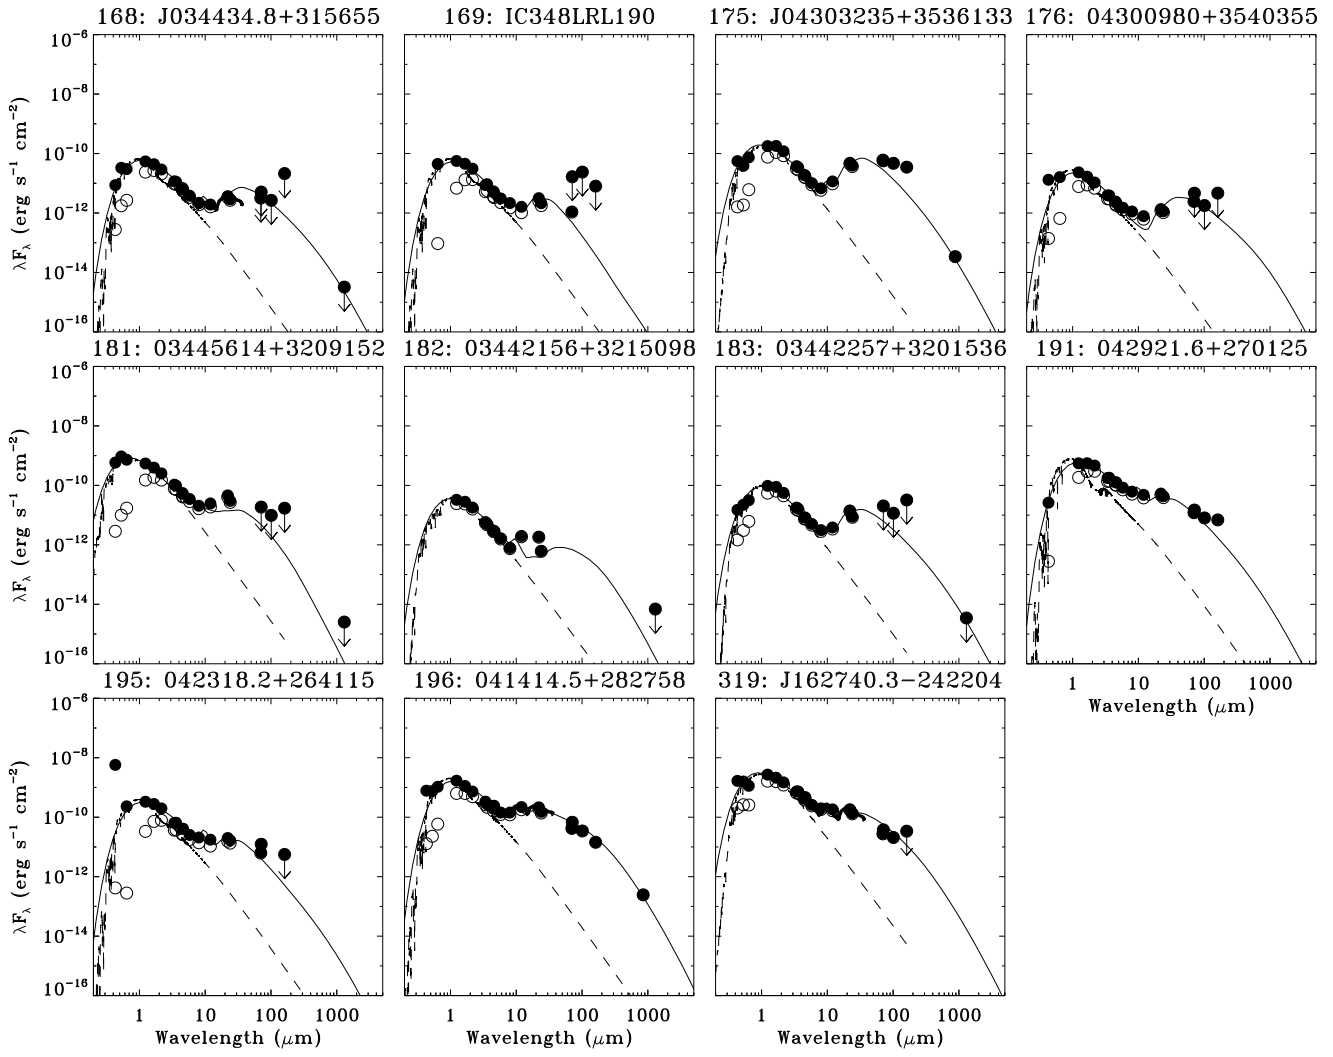 168: J034434.8+315655
169: IC348LRL190
175: J04303235+3536133
176: 04300980+3540355
10⁻⁶
10⁻⁸
10⁻¹⁰
10⁻¹²
10⁻¹⁴
10⁻¹⁶
λF_λ (erg s⁻¹ cm⁻²)
181: 03445614+3209152
182: 03442156+3215098
183: 03442257+3201536
191: 042921.6+270125
10⁻⁶
10⁻⁸
10⁻¹⁰
10⁻¹²
10⁻¹⁴
10⁻¹⁶
λF_λ (erg s⁻¹ cm⁻²)
1 10 100 1000
Wavelength (μm)
195: 042318.2+264115
196: 041414.5+282758
319: J162740.3−242204
10⁻⁸
10⁻¹⁰
10⁻¹²
10⁻¹⁴
10⁻¹⁶
λF_λ (erg s⁻¹ cm⁻²)
1 10 100 1000
1 10 100 1000
1 10 100 1000
Wavelength (μm)
Wavelength (μm)
Wavelength (μm)